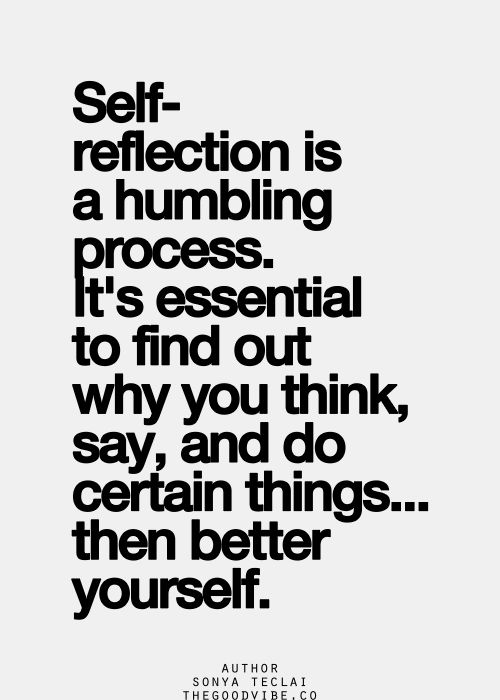 Self-
reflection is
a humbling
process.
It's essential
to find out
why you think,
say, and do
certain things...
then better
yourself.
AUTHOR
SONYA TECLAI
THEGOODVIBE.CO